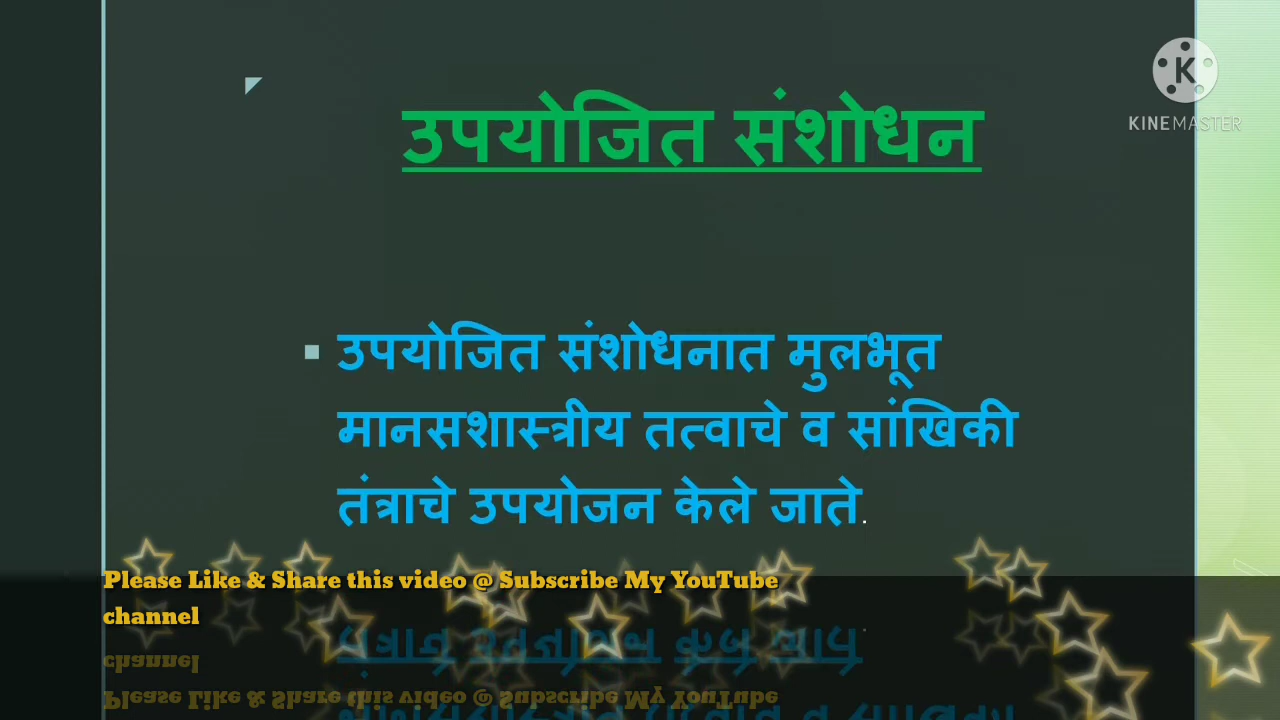 उपयोजित संशोधन
KINEMASTER
उपयोजित संशोधनात मुलभूत
मानसशास्त्रीय तत्वाचे व सांखिकी
तंत्राचे उपयोजन केले जाते.
Please Like & Share this video @ Subscribe My YouTube
channel